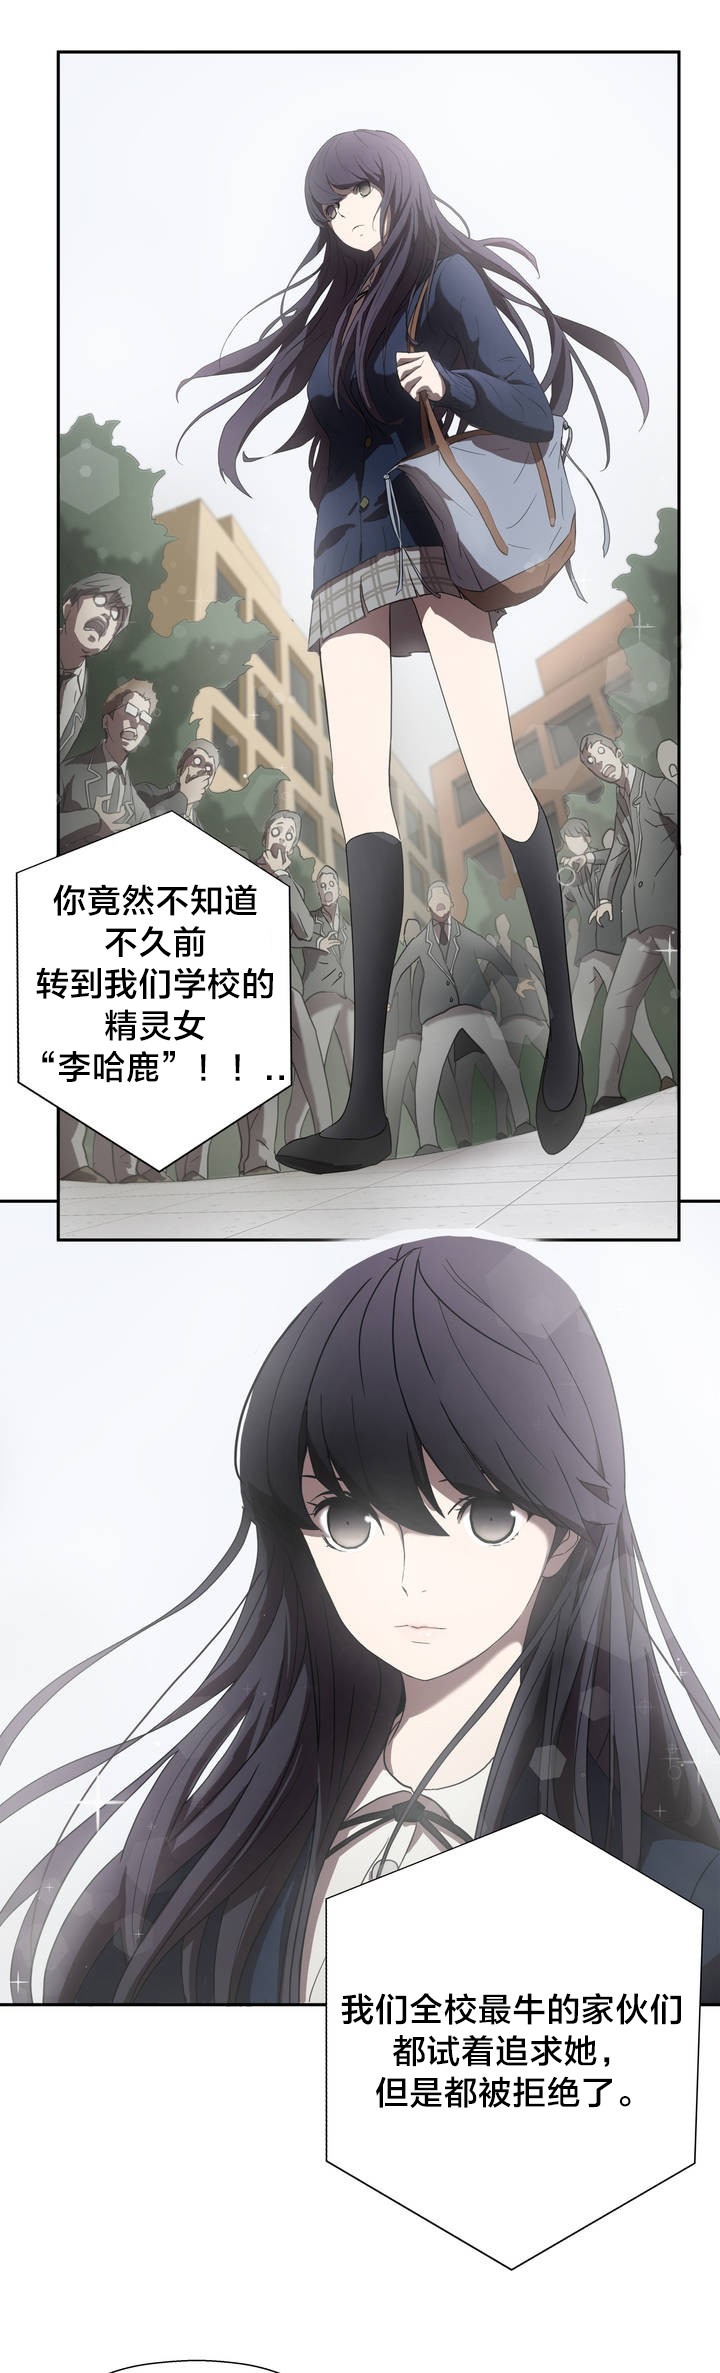 你竟然不知道
不久前
转到我们学校的
精灵女
“李哈鹿”！！..
我们全校最牛的家伙们
都试着追求她，
但是都被拒绝了。